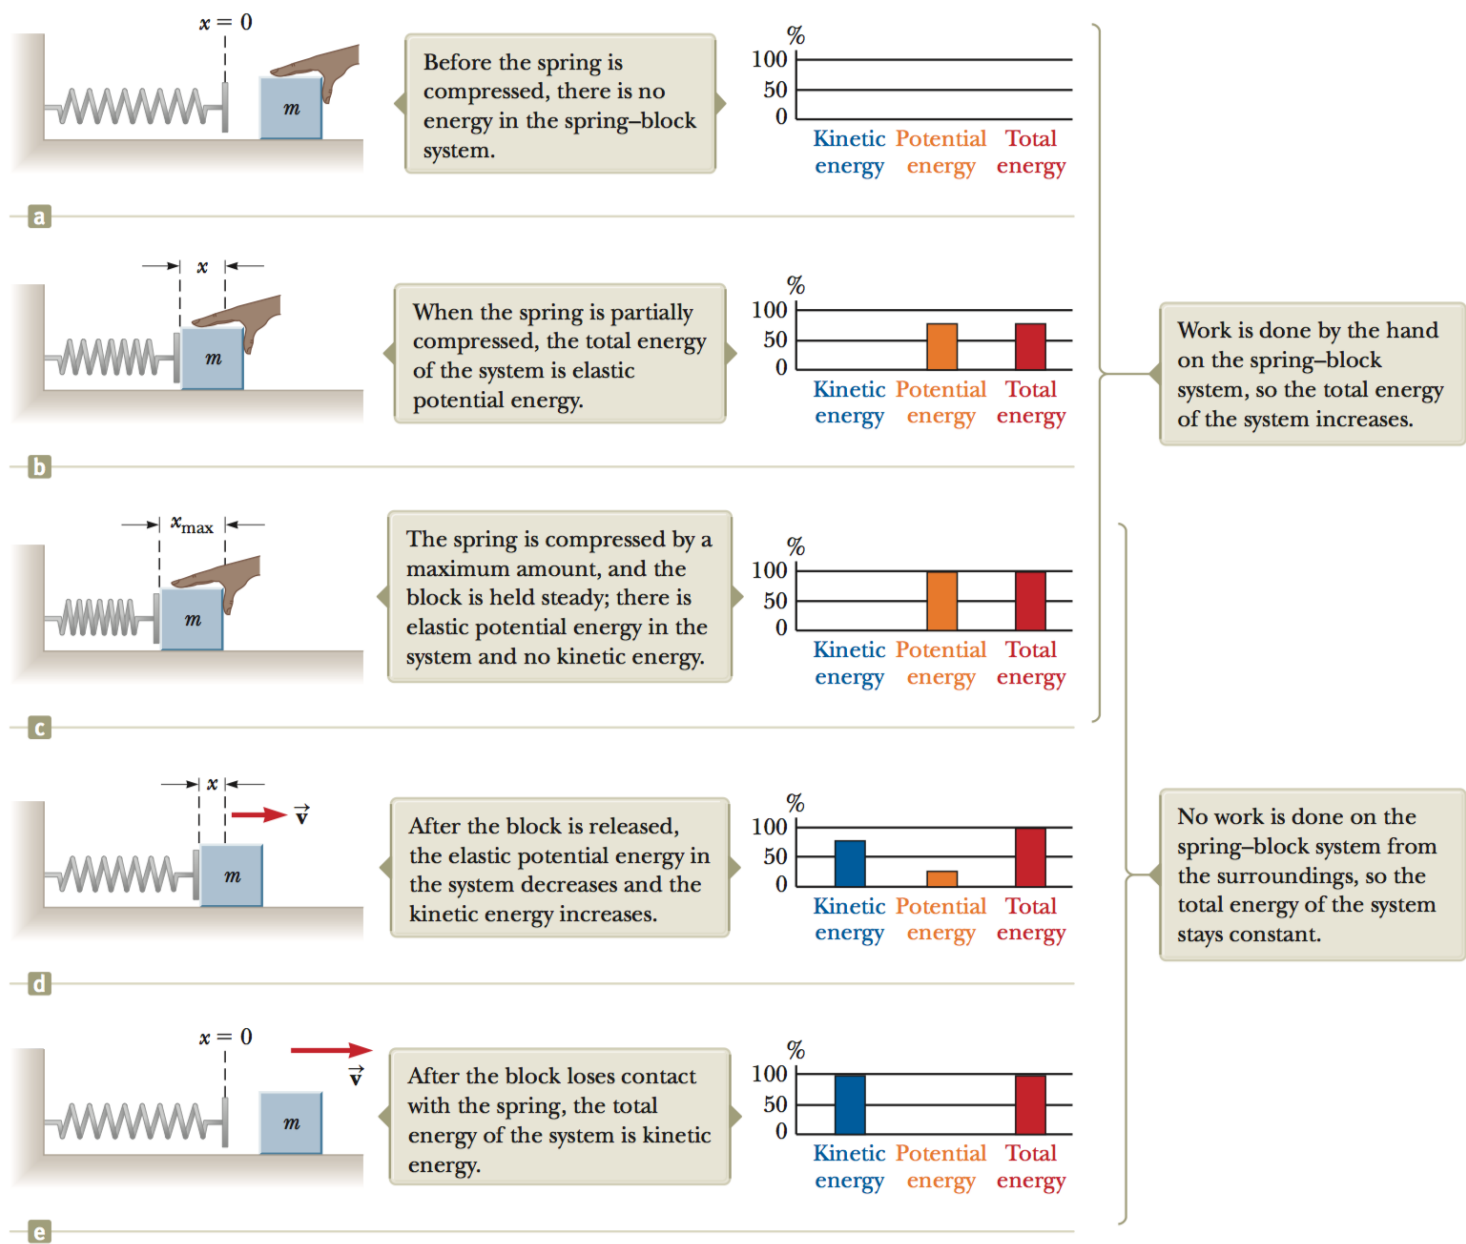 x = 0
m
Before the spring is
compressed, there is no
energy in the spring–block
system.
%
100
50
0
Kinetic Potential Total
energy energy energy
a
x
m
When the spring is partially
compressed, the total energy
of the system is elastic
potential energy.
%
100
50
0
Kinetic Potential Total
energy energy energy
b
Work is done by the hand
on the spring–block
system, so the total energy
of the system increases.
xmax
m
The spring is compressed by a
maximum amount, and the
block is held steady; there is
elastic potential energy in the
system and no kinetic energy.
%
100
50
0
Kinetic Potential Total
energy energy energy
c
x
v⃗
m
After the block is released,
the elastic potential energy in
the system decreases and the
kinetic energy increases.
%
100
50
0
Kinetic Potential Total
energy energy energy
d
No work is done on the
spring–block system from
the surroundings, so the
total energy of the system
stays constant.
x = 0
v⃗
m
After the block loses contact
with the spring, the total
energy of the system is kinetic
energy.
%
100
50
0
Kinetic Potential Total
energy energy energy
e